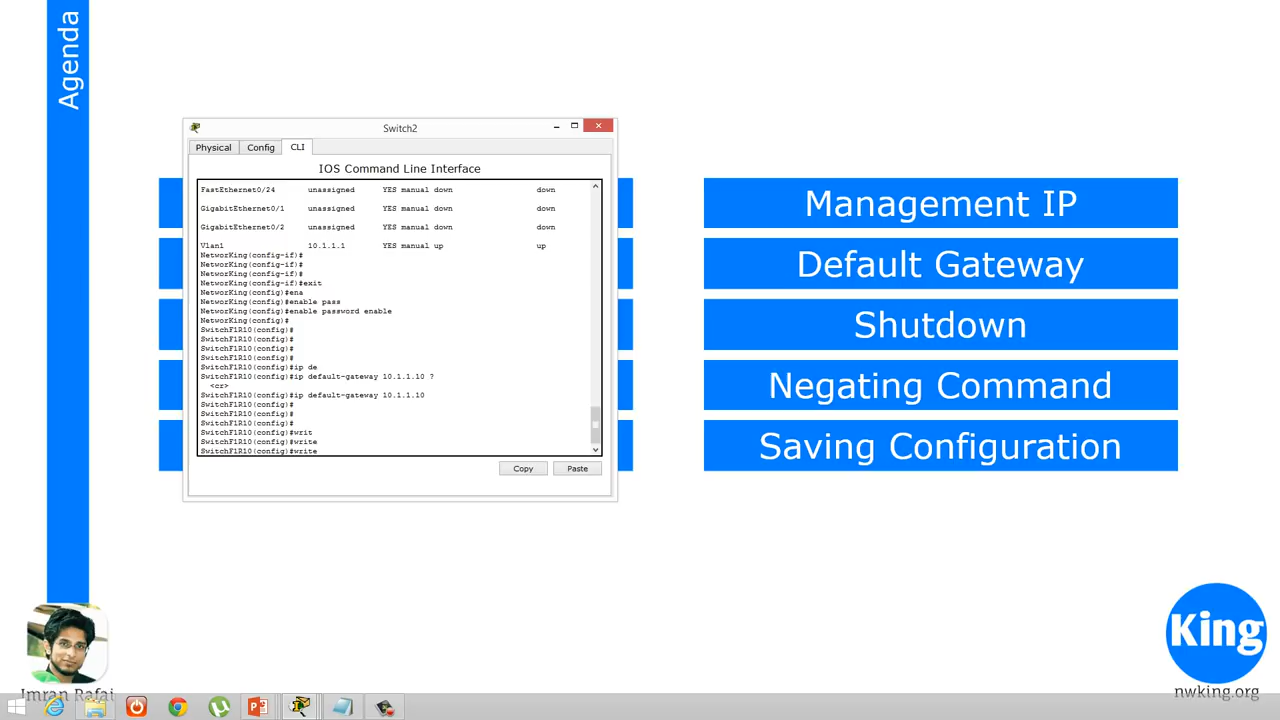 Agenda
Switch2
Physical
Config
CLI
IOS Command Line Interface
FastEthernet0/24 unassigned YES manual down down
GigabitEthernet0/1 unassigned YES manual down down
GigabitEthernet0/2 unassigned YES manual down down
Vlan1 10.1.1.1 YES manual up up
NetworKing(config-if)#
NetworKing(config-if)#
NetworKing(config-if)#
NetworKing(config-if)#exit
NetworKing(config)#ena
NetworKing(config)#enable pass
NetworKing(config)#enable password enable
NetworKing(config)#
SwitchF1R10(config)#
SwitchF1R10(config)#
SwitchF1R10(config)#
SwitchF1R10(config)#
SwitchF1R10(config)#ip de
SwitchF1R10(config)#ip default-gateway 10.1.1.10 ?
<cr>
SwitchF1R10(config)#ip default-gateway 10.1.1.10
SwitchF1R10(config)#
SwitchF1R10(config)#
SwitchF1R10(config)#
SwitchF1R10(config)#writ
SwitchF1R10(config)#write
SwitchF1R10(config)#write
Copy
Paste
Management IP
Default Gateway
Shutdown
Negating Command
Saving Configuration
Imran Rafai
King
nwking.org